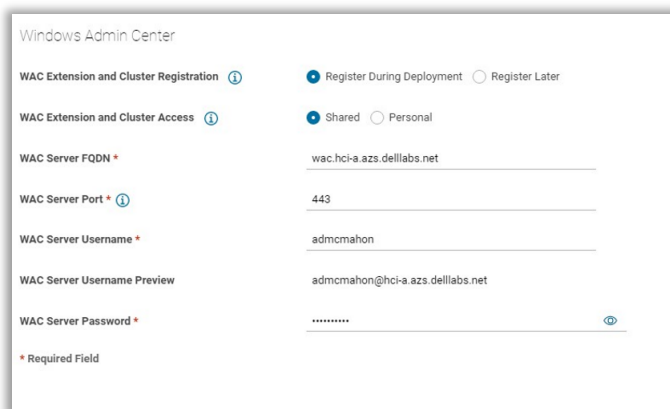 Windows Admin Center
WAC Extension and Cluster Registration Register During Deployment Register Later
WAC Extension and Cluster Access Shared Personal
WAC Server FQDN * wac.hci-a.azs.delllabs.net
WAC Server Port * 443
WAC Server Username * admcmahon
WAC Server Username Preview admcmahon@hci-a.azs.delllabs.net
WAC Server Password * ••••••••••
* Required Field